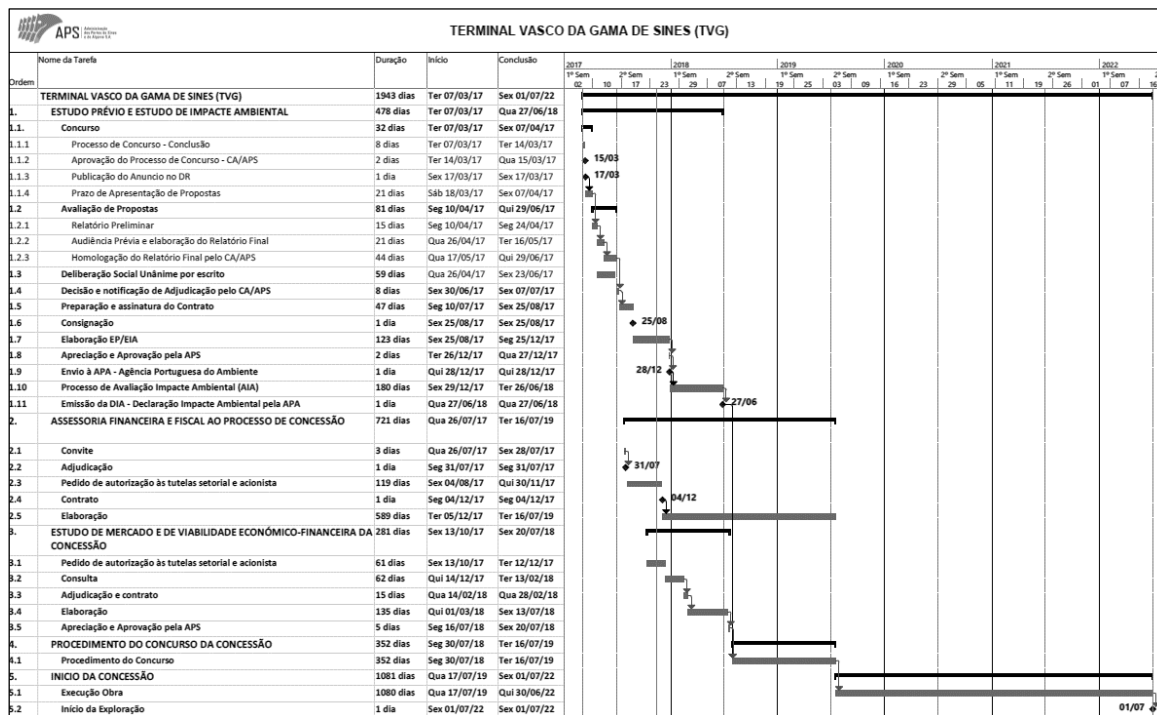 APS
Administração
dos Portos de Sines
e do Algarve S.A.
TERMINAL VASCO DA GAMA DE SINES (TVG)
Ordem Nome da Tarefa Duração Início Conclusão
2017 2018 2019 2020 2021 2022
1º Sem 2º Sem 1º Sem 2º Sem 1º Sem 2º Sem 1º Sem 2º Sem 1º Sem 2º Sem 1º Sem 2º Sem
02 10 17 23 29 07 13 19 25 03 10 16 23 29 05 11 19 26 01 07 16
TERMINAL VASCO DA GAMA DE SINES (TVG) 1943 dias Ter 07/03/17 Sex 01/07/22
1. ESTUDO PRÉVIO E ESTUDO DE IMPACTE AMBIENTAL 478 dias Ter 07/03/17 Qua 27/06/18
1.1. Concurso 32 dias Ter 07/03/17 Sex 07/04/17
1.1.1 Processo de Concurso - Conclusão 8 dias Ter 07/03/17 Ter 14/03/17
1.1.2 Aprovação do Processo de Concurso - CA/APS 2 dias Ter 14/03/17 Qua 15/03/17 15/03
1.1.3 Publicação do Anuncio no DR 1 dia Sex 17/03/17 Sex 17/03/17 17/03
1.1.4 Prazo de Apresentação de Propostas 21 dias Sáb 18/03/17 Sex 07/04/17
1.2 Avaliação de Propostas 81 dias Seg 10/04/17 Qui 29/06/17
1.2.1 Relatório Preliminar 15 dias Seg 10/04/17 Seg 24/04/17
1.2.2 Audiência Prévia e elaboração do Relatório Final 21 dias Qua 26/04/17 Ter 16/05/17
1.2.3 Homologação do Relatório Final pelo CA/APS 44 dias Qua 17/05/17 Qui 29/06/17
1.3 Deliberação Social Unânime por escrito 59 dias Qua 26/04/17 Sex 23/06/17
1.4 Decisão e notificação de Adjudicação pelo CA/APS 8 dias Sex 30/06/17 Sex 07/07/17
1.5 Preparação e assinatura do Contrato 47 dias Seg 10/07/17 Sex 25/08/17
1.6 Consignação 1 dia Sex 25/08/17 Sex 25/08/17 25/08
1.7 Elaboração EP/EIA 123 dias Sex 25/08/17 Seg 25/12/17
1.8 Apreciação e Aprovação pela APS 2 dias Ter 26/12/17 Qua 27/12/17
1.9 Envio à APA - Agência Portuguesa do Ambiente 1 dia Qui 28/12/17 Qui 28/12/17 28/12
1.10 Processo de Avaliação Impacte Ambiental (AIA) 180 dias Sex 29/12/17 Ter 26/06/18
1.11 Emissão da DIA - Declaração Impacte Ambiental pela APA 1 dia Qua 27/06/18 Qua 27/06/18 27/06
2. ASSESSORIA FINANCEIRA E FISCAL AO PROCESSO DE CONCESSÃO 721 dias Qua 26/07/17 Ter 16/07/19
2.1 Convite 3 dias Qua 26/07/17 Sex 28/07/17
2.2 Adjudicação 1 dia Seg 31/07/17 Seg 31/07/17 31/07
2.3 Pedido de autorização às tutelas setorial e acionista 119 dias Sex 04/08/17 Qui 30/11/17
2.4 Contrato 1 dia Seg 04/12/17 Seg 04/12/17 04/12
2.5 Elaboração 589 dias Ter 05/12/17 Ter 16/07/19
3. ESTUDO DE MERCADO E DE VIABILIDADE ECONÓMICO-FINANCEIRA DA 281 dias Sex 13/10/17 Sex 20/07/18
CONCESSÃO
3.1 Pedido de autorização às tutelas setorial e acionista 61 dias Sex 13/10/17 Ter 12/12/17
3.2 Consulta 62 dias Qui 14/12/17 Ter 13/02/18
3.3 Adjudicação e contrato 15 dias Qua 14/02/18 Qua 28/02/18
3.4 Elaboração 135 dias Qui 01/03/18 Sex 13/07/18
3.5 Apreciação e Aprovação pela APS 5 dias Seg 16/07/18 Sex 20/07/18
4. PROCEDIMENTO DO CONCURSO DA CONCESSÃO 352 dias Seg 30/07/18 Ter 16/07/19
4.1 Procedimento do Concurso 352 dias Seg 30/07/18 Ter 16/07/19
5. INICIO DA CONCESSÃO 1081 dias Qua 17/07/19 Sex 01/07/22
5.1 Execução Obra 1080 dias Qua 17/07/19 Qui 30/06/22
5.2 Início da Exploração 1 dia Sex 01/07/22 Sex 01/07/22 01/07